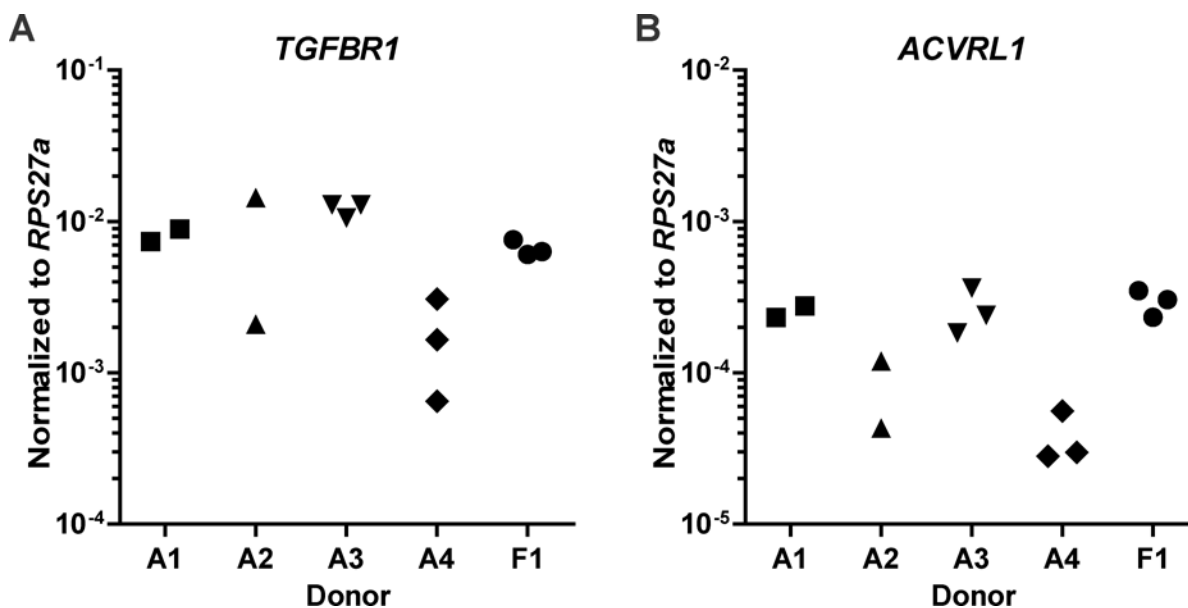 A
TGFBR1
Normalized to RPS27a
10⁻¹
10⁻²
10⁻³
10⁻⁴
A1 A2 A3 A4 F1
Donor
B
ACVRL1
Normalized to RPS27a
10⁻²
10⁻³
10⁻⁴
10⁻⁵
A1 A2 A3 A4 F1
Donor